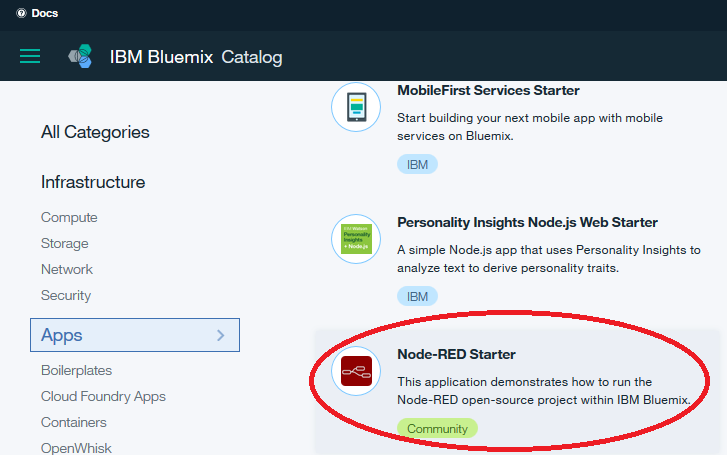 Docs
IBM Bluemix Catalog
All Categories
Infrastructure
Compute
Storage
Network
Security
Apps
Boilerplates
Cloud Foundry Apps
Containers
OpenWhisk
MobileFirst Services Starter
Start building your next mobile app with mobile
services on Bluemix.
IBM
Personality Insights Node.js Web Starter
A simple Node.js app that uses Personality Insights to
analyze text to derive personality traits.
IBM
Node-RED Starter
This application demonstrates how to run the
Node-RED open-source project within IBM Bluemix.
Community
Personality
Insights
+ Node.js